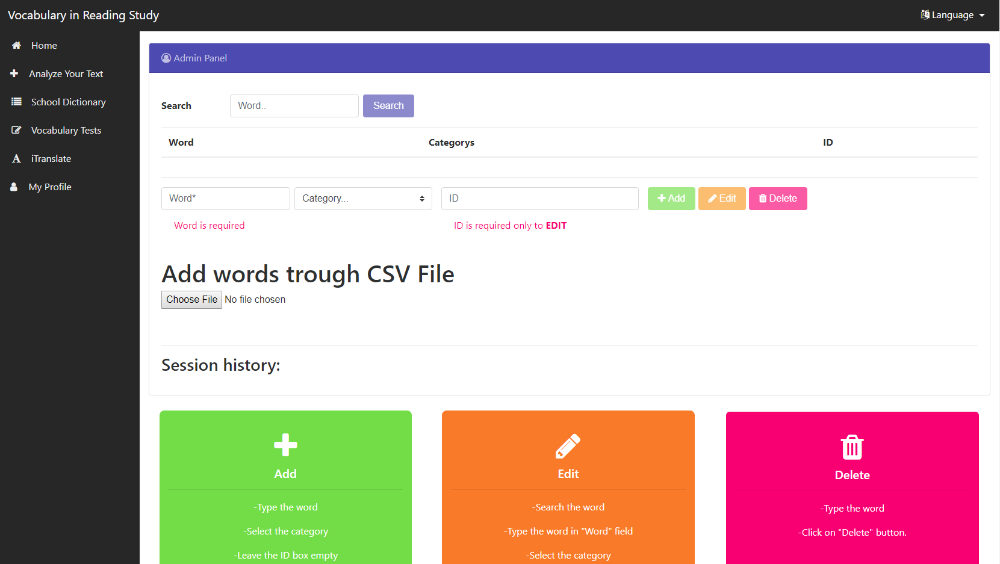 Vocabulary in Reading Study
Language
Home
Analyze Your Text
School Dictionary
Vocabulary Tests
iTranslate
My Profile
Admin Panel
Search Word.. Search
Word Categorys ID
Word* Category... ID Add Edit Delete
Word is required ID is required only to EDIT
Add words trough CSV File
Choose File No file chosen
Session history:
Add
-Type the word
-Select the category
-Leave the ID box empty
Edit
-Search the word
-Type the word in "Word" field
-Select the category
Delete
-Type the word
-Click on "Delete" button.